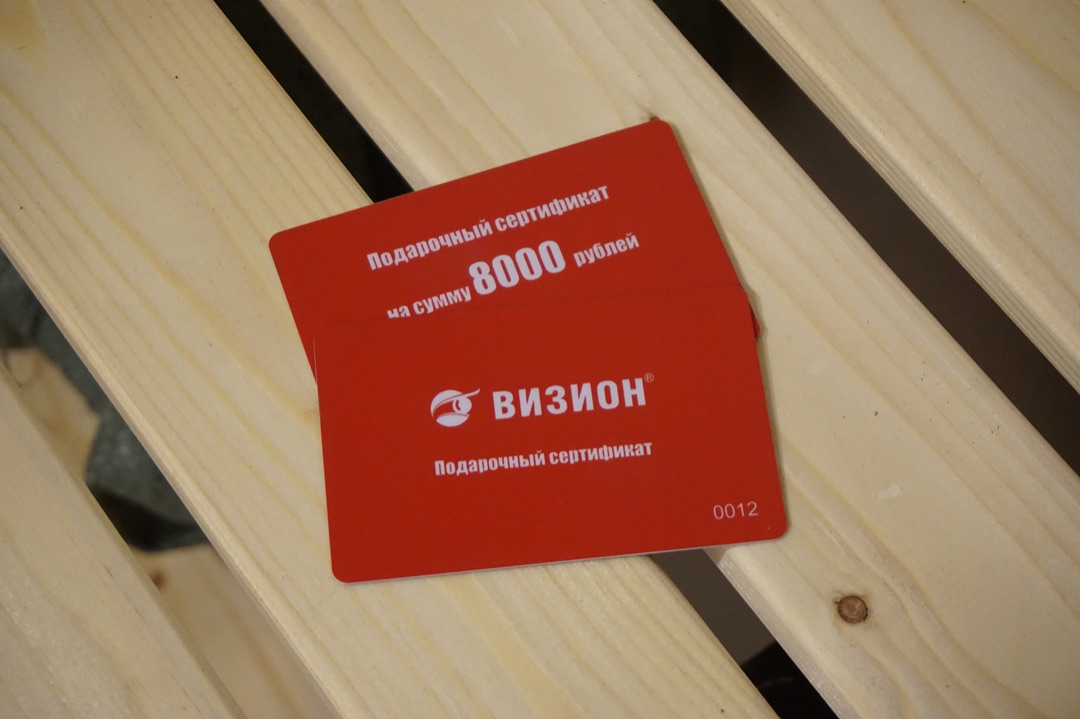 Подарочный сертификат
на сумму 8000 рублей
ВИЗИОН®
Подарочный сертификат
0012